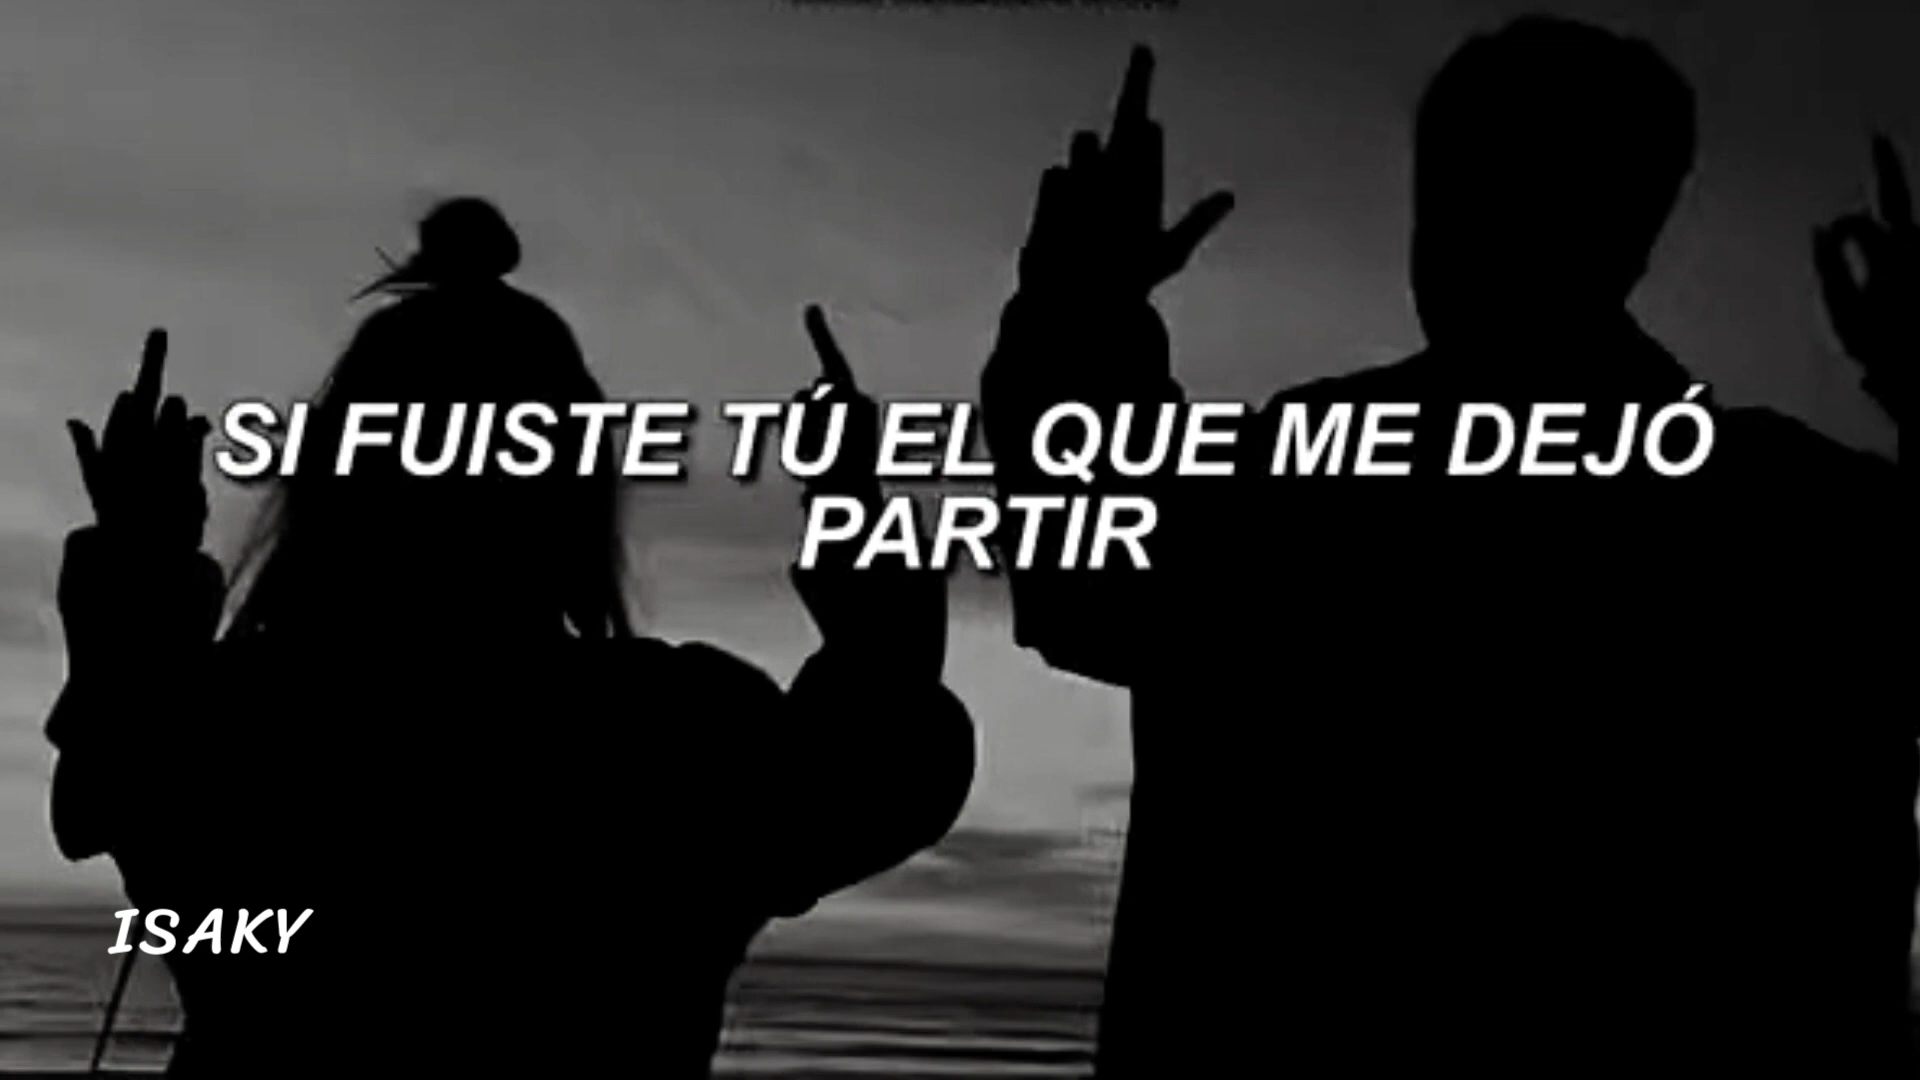 SI FUISTE TÚ EL QUE ME DEJÓ
PARTIR
ISAKY